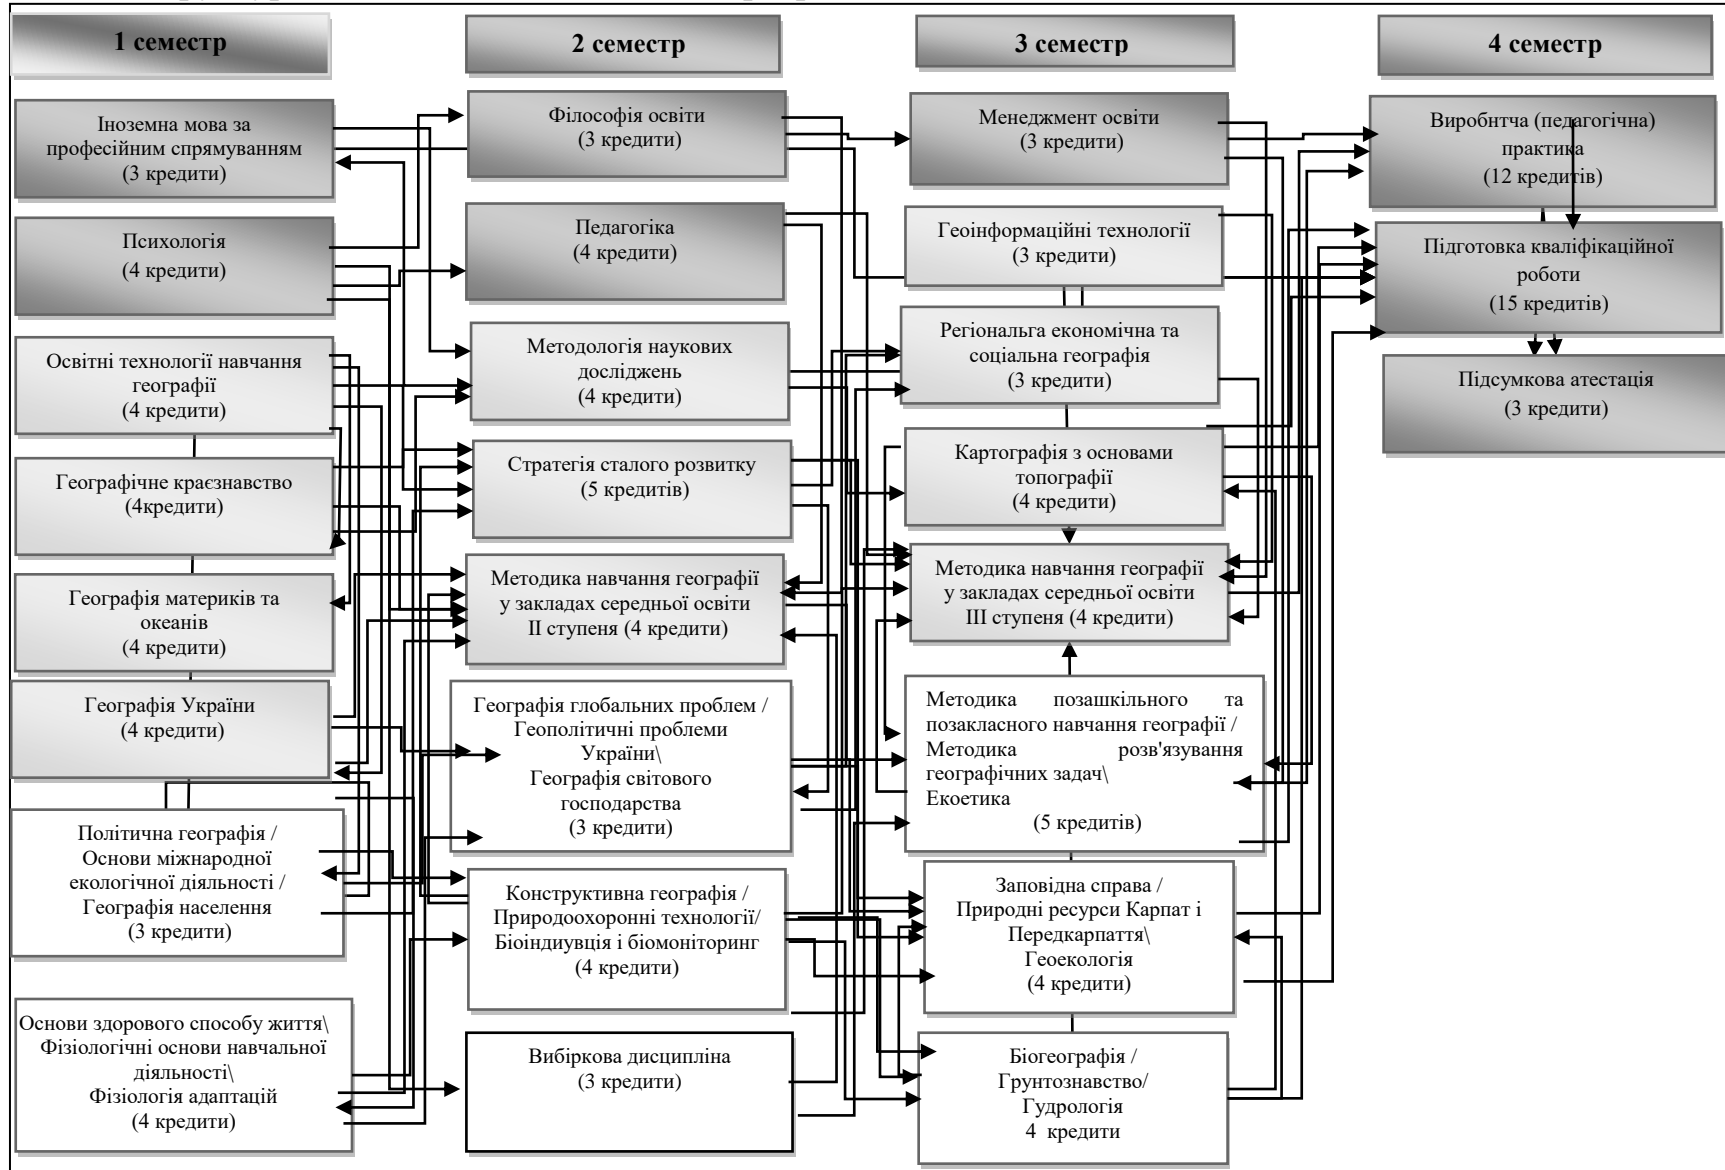 1 семестр
Іноземна мова за
професійним спрямуванням
(3 кредити)
Психологія
(4 кредити)
Освітні технології навчання
географії
(4 кредити)
Географічне краєзнавство
(4кредити)
Географія материків та
океанів
(4 кредити)
Географія України
(4 кредити)
Політична географія /
Основи міжнародної
екологічної діяльності /
Географія населення
(3 кредити)
Основи здорового способу життя\
Фізіологічні основи навчальної
діяльності\
Фізіологія адаптацій
(4 кредити)
2 семестр
Філософія освіти
(3 кредити)
Педагогіка
(4 кредити)
Методологія наукових
досліджень
(4 кредити)
Стратегія сталого розвитку
(5 кредитів)
Методика навчання географії
у закладах середньої освіти
ІІ ступеня (4 кредити)
Географія глобальних проблем /
Геополітичні проблеми
України\
Географія світового
господарства
(3 кредити)
Конструктивна географія /
Природоохоронні технології/
Біоіндиувція і біомоніторинг
(4 кредити)
Вибіркова дисципліна
(3 кредити)
3 семестр
Менеджмент освіти
(3 кредити)
Геоінформаційні технології
(3 кредити)
Регіональга економічна та
соціальна географія
(3 кредити)
Картографія з основами
топографії
(4 кредити)
Методика навчання географії
у закладах середньої освіти
ІІІ ступеня (4 кредити)
Методика позашкільного та
позакласного навчання географії /
Методика розв'язування
географічних задач\
Екоетика
(5 кредитів)
Заповідна справа /
Природні ресурси Карпат і
Передкарпаття\
Геоекологія
(4 кредити)
Біогеографія /
Грунтознавство/
Гудрологія
4 кредити
4 семестр
Виробнтча (педагогічна)
практика
(12 кредитів)
Підготовка кваліфікаційної
роботи
(15 кредитів)
Підсумкова атестація
(3 кредити)